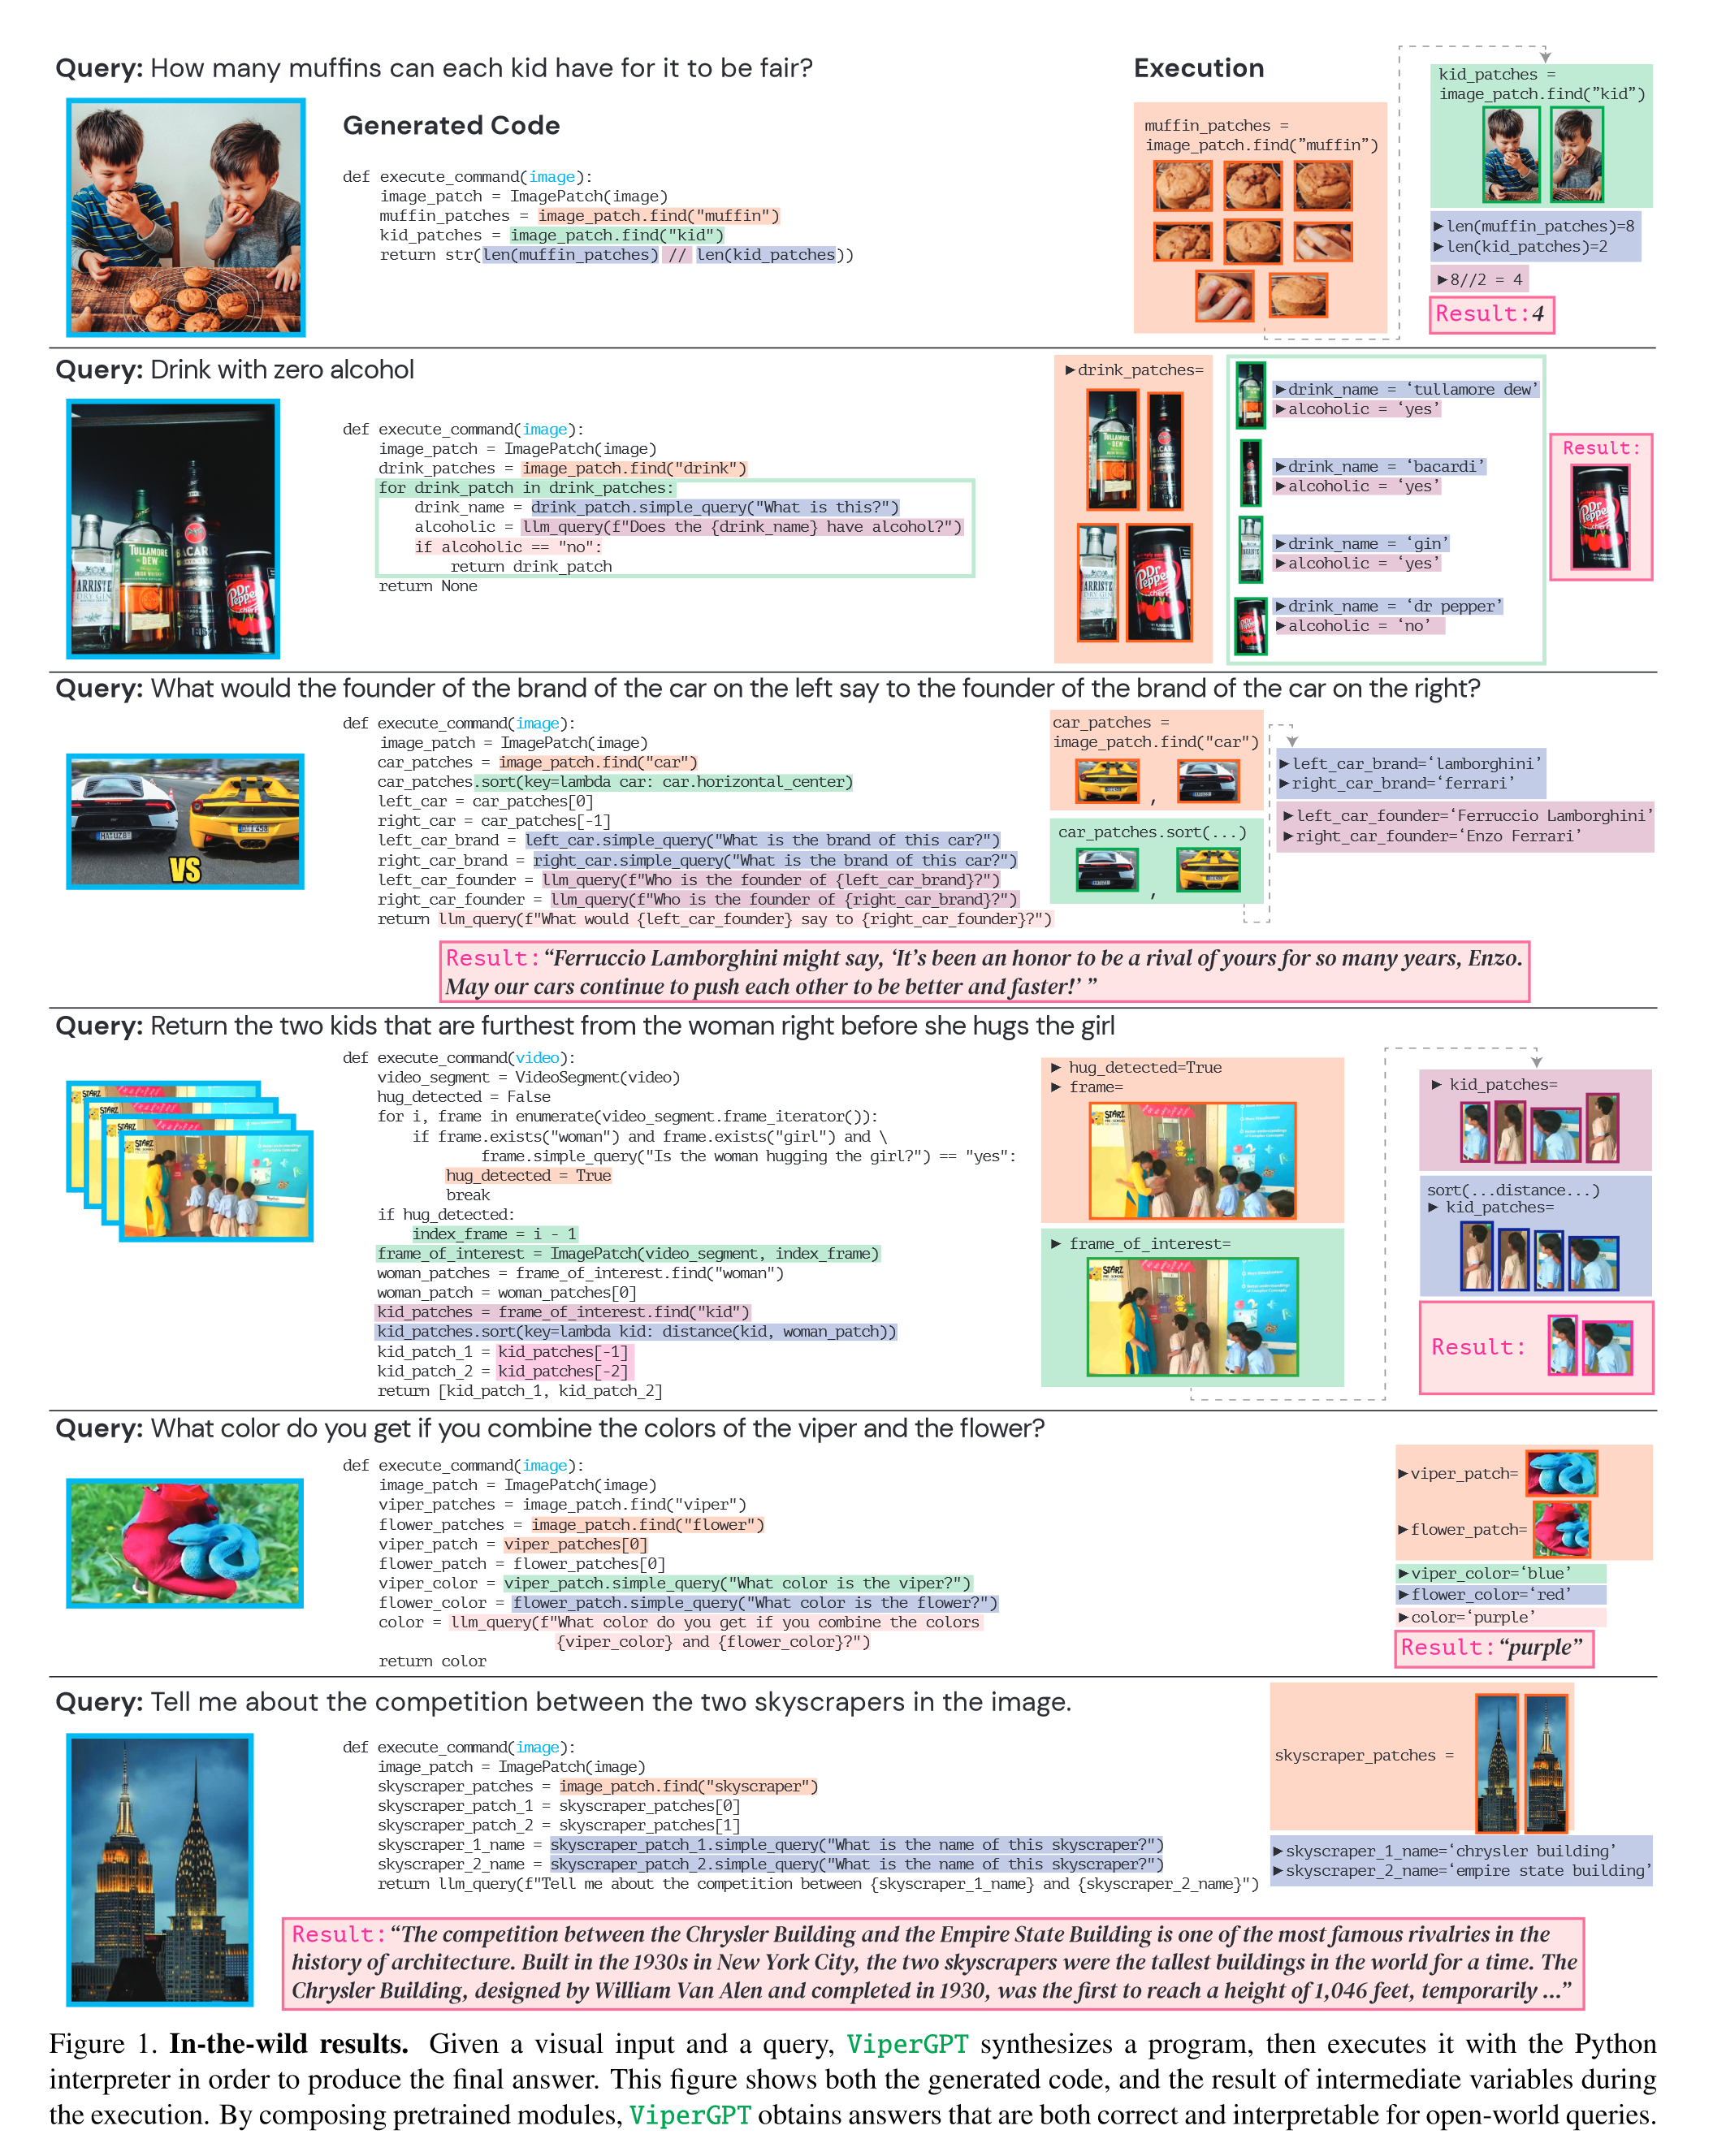 Query: How many muffins can each kid have for it to be fair?
Generated Code
def execute_command(image):
    image_patch = ImagePatch(image)
    muffin_patches = image_patch.find("muffin")
    kid_patches = image_patch.find("kid")
    return str(len(muffin_patches) // len(kid_patches))
Execution
muffin_patches =
image_patch.find("muffin")
kid_patches =
image_patch.find("kid")
►len(muffin_patches)=8
►len(kid_patches)=2
►8//2 = 4
Result:4
Query: Drink with zero alcohol
TULLAMORE
DEW
BACAR
ARRISTE
DRY GIN
Dr
Pepper
def execute_command(image):
    image_patch = ImagePatch(image)
    drink_patches = image_patch.find("drink")
    for drink_patch in drink_patches:
        drink_name = drink_patch.simple_query("What is this?")
        alcoholic = llm_query(f"Does the {drink_name} have alcohol?")
        if alcoholic == "no":
            return drink_patch
    return None
►drink_patches=
►drink_name = ‘tullamore dew’
►alcoholic = ‘yes’
►drink_name = ‘bacardi’
►alcoholic = ‘yes’
►drink_name = ‘gin’
►alcoholic = ‘yes’
►drink_name = ‘dr pepper’
►alcoholic = ‘no’
Result:
Dr
Pepper
Query: What would the founder of the brand of the car on the left say to the founder of the brand of the car on the right?
VS
def execute_command(image):
    image_patch = ImagePatch(image)
    car_patches = image_patch.find("car")
    car_patches.sort(key=lambda car: car.horizontal_center)
    left_car = car_patches[0]
    right_car = car_patches[-1]
    left_car_brand = left_car.simple_query("What is the brand of this car?")
    right_car_brand = right_car.simple_query("What is the brand of this car?")
    left_car_founder = llm_query(f"Who is the founder of {left_car_brand}?")
    right_car_founder = llm_query(f"Who is the founder of {right_car_brand}?")
    return llm_query(f"What would {left_car_founder} say to {right_car_founder}?")
car_patches =
image_patch.find("car")
,
car_patches.sort(...)
,
►left_car_brand=‘lamborghini’
►right_car_brand=‘ferrari’
►left_car_founder=‘Ferruccio Lamborghini’
►right_car_founder=‘Enzo Ferrari’
Result:“Ferruccio Lamborghini might say, ‘It’s been an honor to be a rival of yours for so many years, Enzo.
May our cars continue to push each other to be better and faster!’ ”
Query: Return the two kids that are furthest from the woman right before she hugs the girl
STARZ
def execute_command(video):
    video_segment = VideoSegment(video)
    hug_detected = False
    for i, frame in enumerate(video_segment.frame_iterator()):
        if frame.exists("woman") and frame.exists("girl") and \
                frame.simple_query("Is the woman hugging the girl?") == "yes":
            hug_detected = True
            break
    if hug_detected:
        index_frame = i - 1
    frame_of_interest = ImagePatch(video_segment, index_frame)
    woman_patches = frame_of_interest.find("woman")
    woman_patch = woman_patches[0]
    kid_patches = frame_of_interest.find("kid")
    kid_patches.sort(key=lambda kid: distance(kid, woman_patch))
    kid_patch_1 = kid_patches[-1]
    kid_patch_2 = kid_patches[-2]
    return [kid_patch_1, kid_patch_2]
► hug_detected=True
► frame=
► frame_of_interest=
STARZ
► kid_patches=
sort(...distance...)
► kid_patches=
Result:
Query: What color do you get if you combine the colors of the viper and the flower?
def execute_command(image):
    image_patch = ImagePatch(image)
    viper_patches = image_patch.find("viper")
    flower_patches = image_patch.find("flower")
    viper_patch = viper_patches[0]
    flower_patch = flower_patches[0]
    viper_color = viper_patch.simple_query("What color is the viper?")
    flower_color = flower_patch.simple_query("What color is the flower?")
    color = llm_query(f"What color do you get if you combine the colors
                    {viper_color} and {flower_color}?")
    return color
►viper_patch=
►flower_patch=
►viper_color=‘blue’
►flower_color=‘red’
►color=‘purple’
Result:“purple”
Query: Tell me about the competition between the two skyscrapers in the image.
def execute_command(image):
    image_patch = ImagePatch(image)
    skyscraper_patches = image_patch.find("skyscraper")
    skyscraper_patch_1 = skyscraper_patches[0]
    skyscraper_patch_2 = skyscraper_patches[1]
    skyscraper_1_name = skyscraper_patch_1.simple_query("What is the name of this skyscraper?")
    skyscraper_2_name = skyscraper_patch_2.simple_query("What is the name of this skyscraper?")
    return llm_query(f"Tell me about the competition between {skyscraper_1_name} and {skyscraper_2_name}")
skyscraper_patches =
►skyscraper_1_name=‘chrysler building’
►skyscraper_2_name=‘empire state building’
Result:“The competition between the Chrysler Building and the Empire State Building is one of the most famous rivalries in the
history of architecture. Built in the 1930s in New York City, the two skyscrapers were the tallest buildings in the world for a time. The
Chrysler Building, designed by William Van Alen and completed in 1930, was the first to reach a height of 1,046 feet, temporarily ...”
Figure 1. In-the-wild results. Given a visual input and a query, ViperGPT synthesizes a program, then executes it with the Python
interpreter in order to produce the final answer. This figure shows both the generated code, and the result of intermediate variables during
the execution. By composing pretrained modules, ViperGPT obtains answers that are both correct and interpretable for open-world queries.